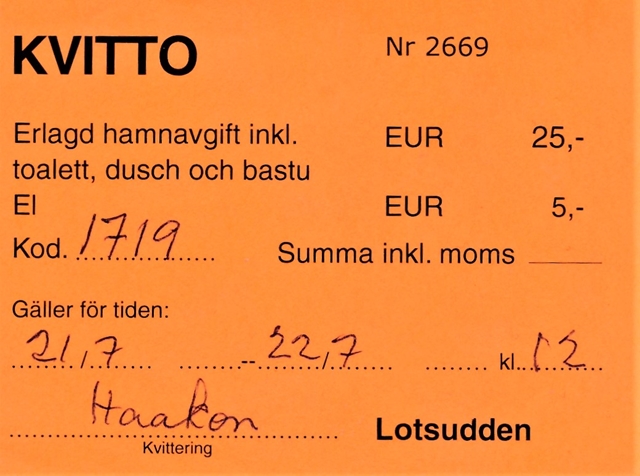 KVITTO Nr 2669
Erlagd hamnavgift inkl. EUR 25,-
toalett, dusch och bastu
El EUR 5,-
Kod. 1719 Summa inkl. moms
Gäller för tiden:
21,7 -- 22,7 kl. 12
Haakon
Kvittering Lotsudden